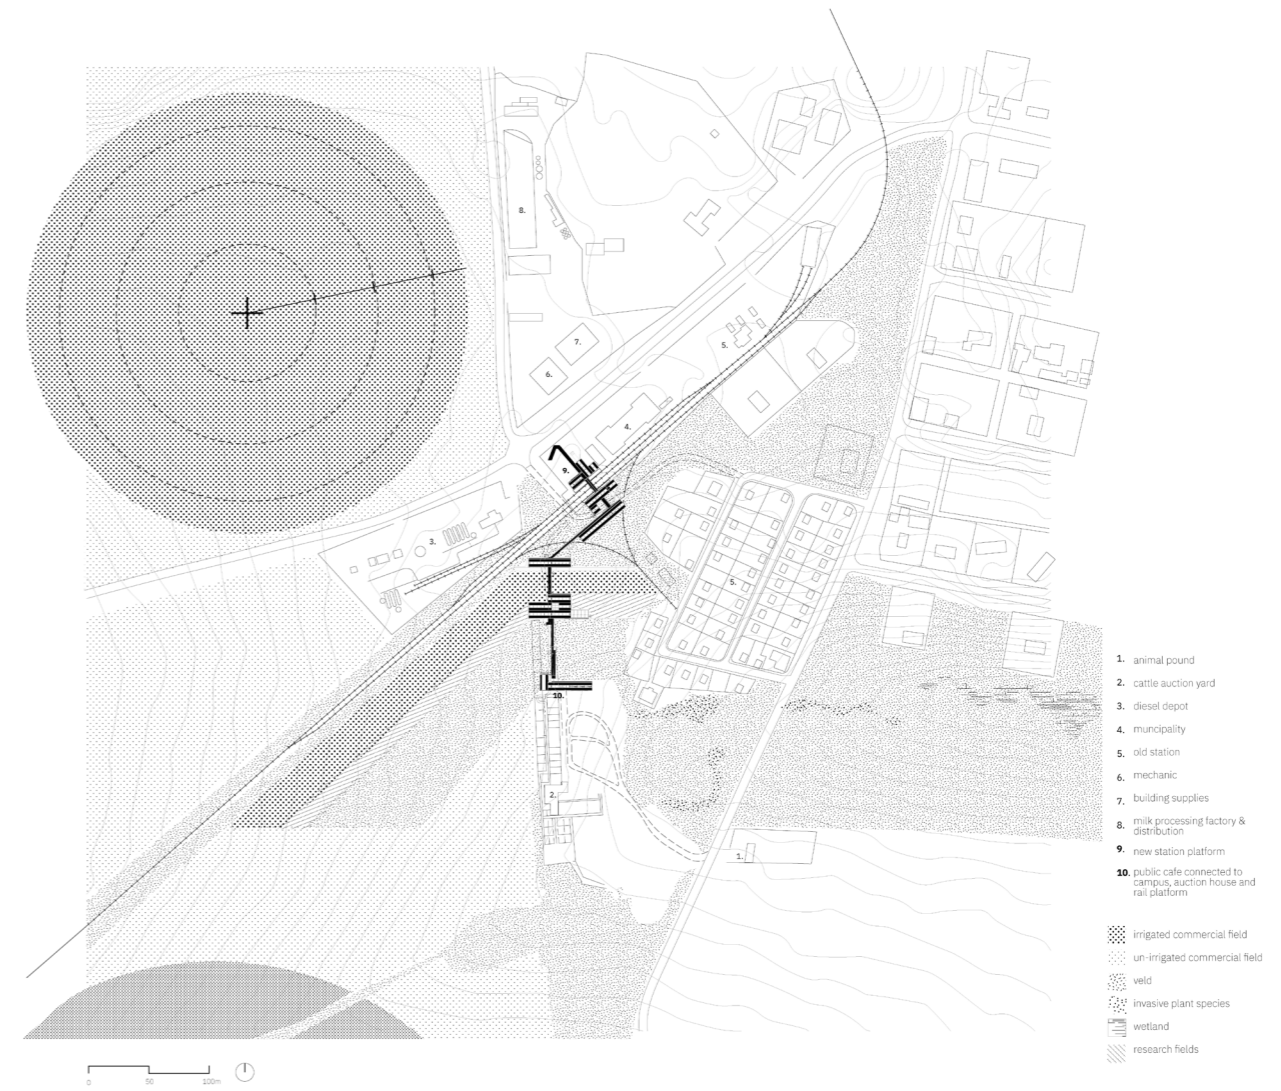 8.
7.
6.
5.
4.
9.
3.
5.
10.
2.
1.
1. animal pound
2. cattle auction yard
3. diesel depot
4. muncipality
5. old station
6. mechanic
7. building supplies
8. milk processing factory &
distribution
9. new station platform
10. public cafe connected to
campus, auction house and
rail platform
irrigated commercial field
un-irrigated commercial field
veld
invasive plant species
wetland
research fields
0 50 100m